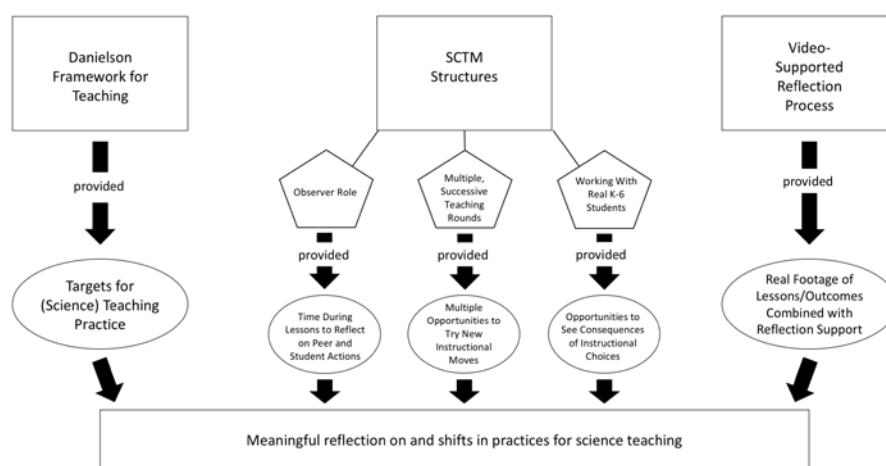 Danielson
Framework for
Teaching
SCTM
Structures
Video-
Supported
Reflection
Process
Observer Role
Multiple,
Successive
Teaching
Rounds
Working With
Real K-6
Students
provided
provided
provided
provided
provided
Targets for
(Science) Teaching
Practice
Time During
Lessons to Reflect
on Peer and
Student Actions
Multiple
Opportunities to
Try New
Instructional
Moves
Opportunities to
See Consequences
of Instructional
Choices
Real Footage of
Lessons/Outcomes
Combined with
Reflection Support
Meaningful reflection on and shifts in practices for science teaching